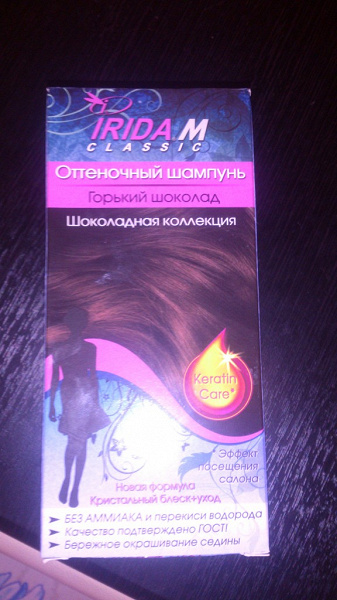 IRIDA M
CLASSIC
Оттеночный шампунь
Горький шоколад
Шоколадная коллекция
Keratin
Care*
Эффект
посещения
салона
Новая формула
Кристальный блеск+уход
БЕЗ АММИАКА и перекиси водорода
Качество подтверждено ГОСТ!
Бережное окрашивание седины